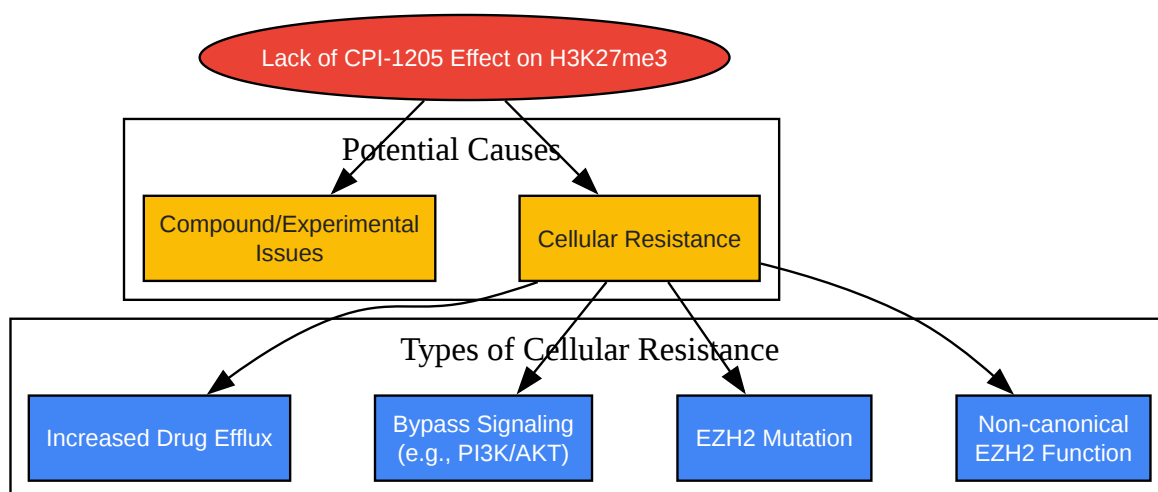 Lack of CPI-1205 Effect on H3K27me3
Potential Causes
Compound/Experimental
Issues
Cellular Resistance
Types of Cellular Resistance
Increased Drug Efflux
Bypass Signaling
(e.g., PI3K/AKT)
EZH2 Mutation
Non-canonical
EZH2 Function